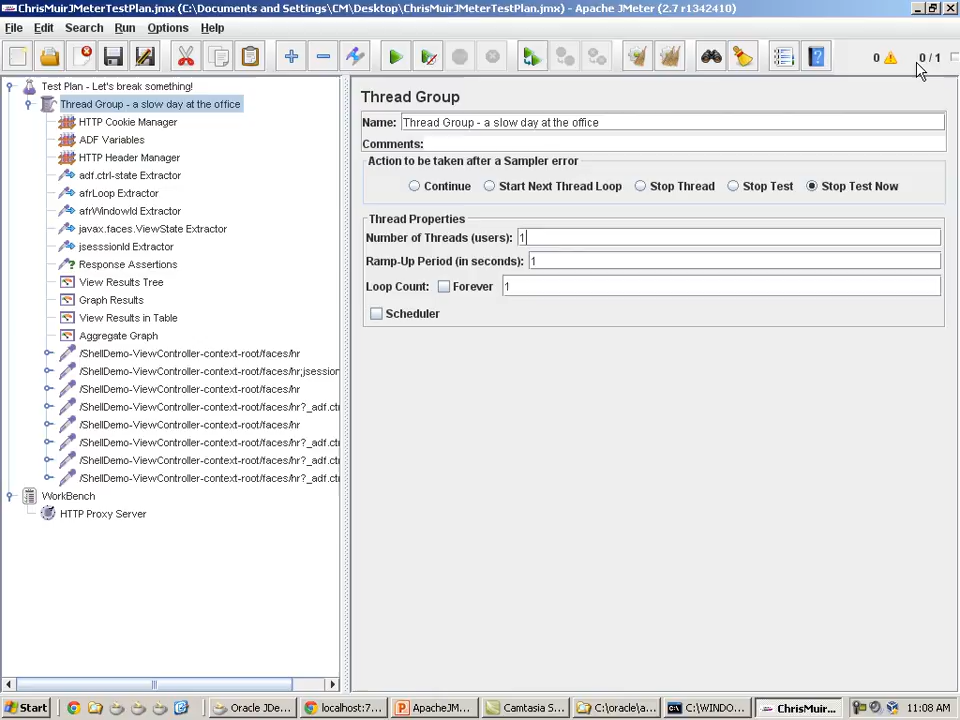 ChrisMuirJMeterTestPlan.jmx (C:\Documents and Settings\CM\Desktop\ChrisMuirJMeterTestPlan.jmx) - Apache JMeter (2.7 r1342410)
File Edit Search Run Options Help
0 0 / 1
Test Plan - Let's break something!
Thread Group - a slow day at the office
HTTP Cookie Manager
ADF Variables
HTTP Header Manager
adf.ctrl-state Extractor
afrLoop Extractor
afrWindowId Extractor
javax.faces.ViewState Extractor
jsesssionId Extractor
Response Assertions
View Results Tree
Graph Results
View Results in Table
Aggregate Graph
/ShellDemo-ViewController-context-root/faces/hr
/ShellDemo-ViewController-context-root/faces/hr;jsession
/ShellDemo-ViewController-context-root/faces/hr
/ShellDemo-ViewController-context-root/faces/hr?_adf.ctr
/ShellDemo-ViewController-context-root/faces/hr
/ShellDemo-ViewController-context-root/faces/hr?_adf.ctr
/ShellDemo-ViewController-context-root/faces/hr?_adf.ctr
/ShellDemo-ViewController-context-root/faces/hr?_adf.ctr
WorkBench
HTTP Proxy Server
Thread Group
Name: Thread Group - a slow day at the office
Comments:
Action to be taken after a Sampler error
Continue Start Next Thread Loop Stop Thread Stop Test Stop Test Now
Thread Properties
Number of Threads (users): 1
Ramp-Up Period (in seconds): 1
Loop Count: Forever 1
Scheduler
Start Oracle JDe... localhost:7... ApacheJM... Camtasia S... C:\oracle\a... C:\WINDO... ChrisMuir... 11:08 AM